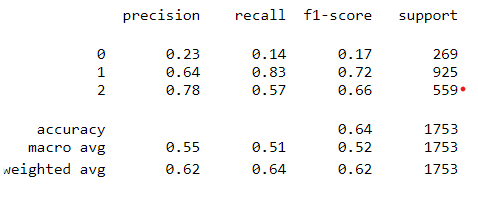 precision recall f1-score support
0 0.23 0.14 0.17 269
1 0.64 0.83 0.72 925
2 0.78 0.57 0.66 559
accuracy 0.64 1753
macro avg 0.55 0.51 0.52 1753
weighted avg 0.62 0.64 0.62 1753